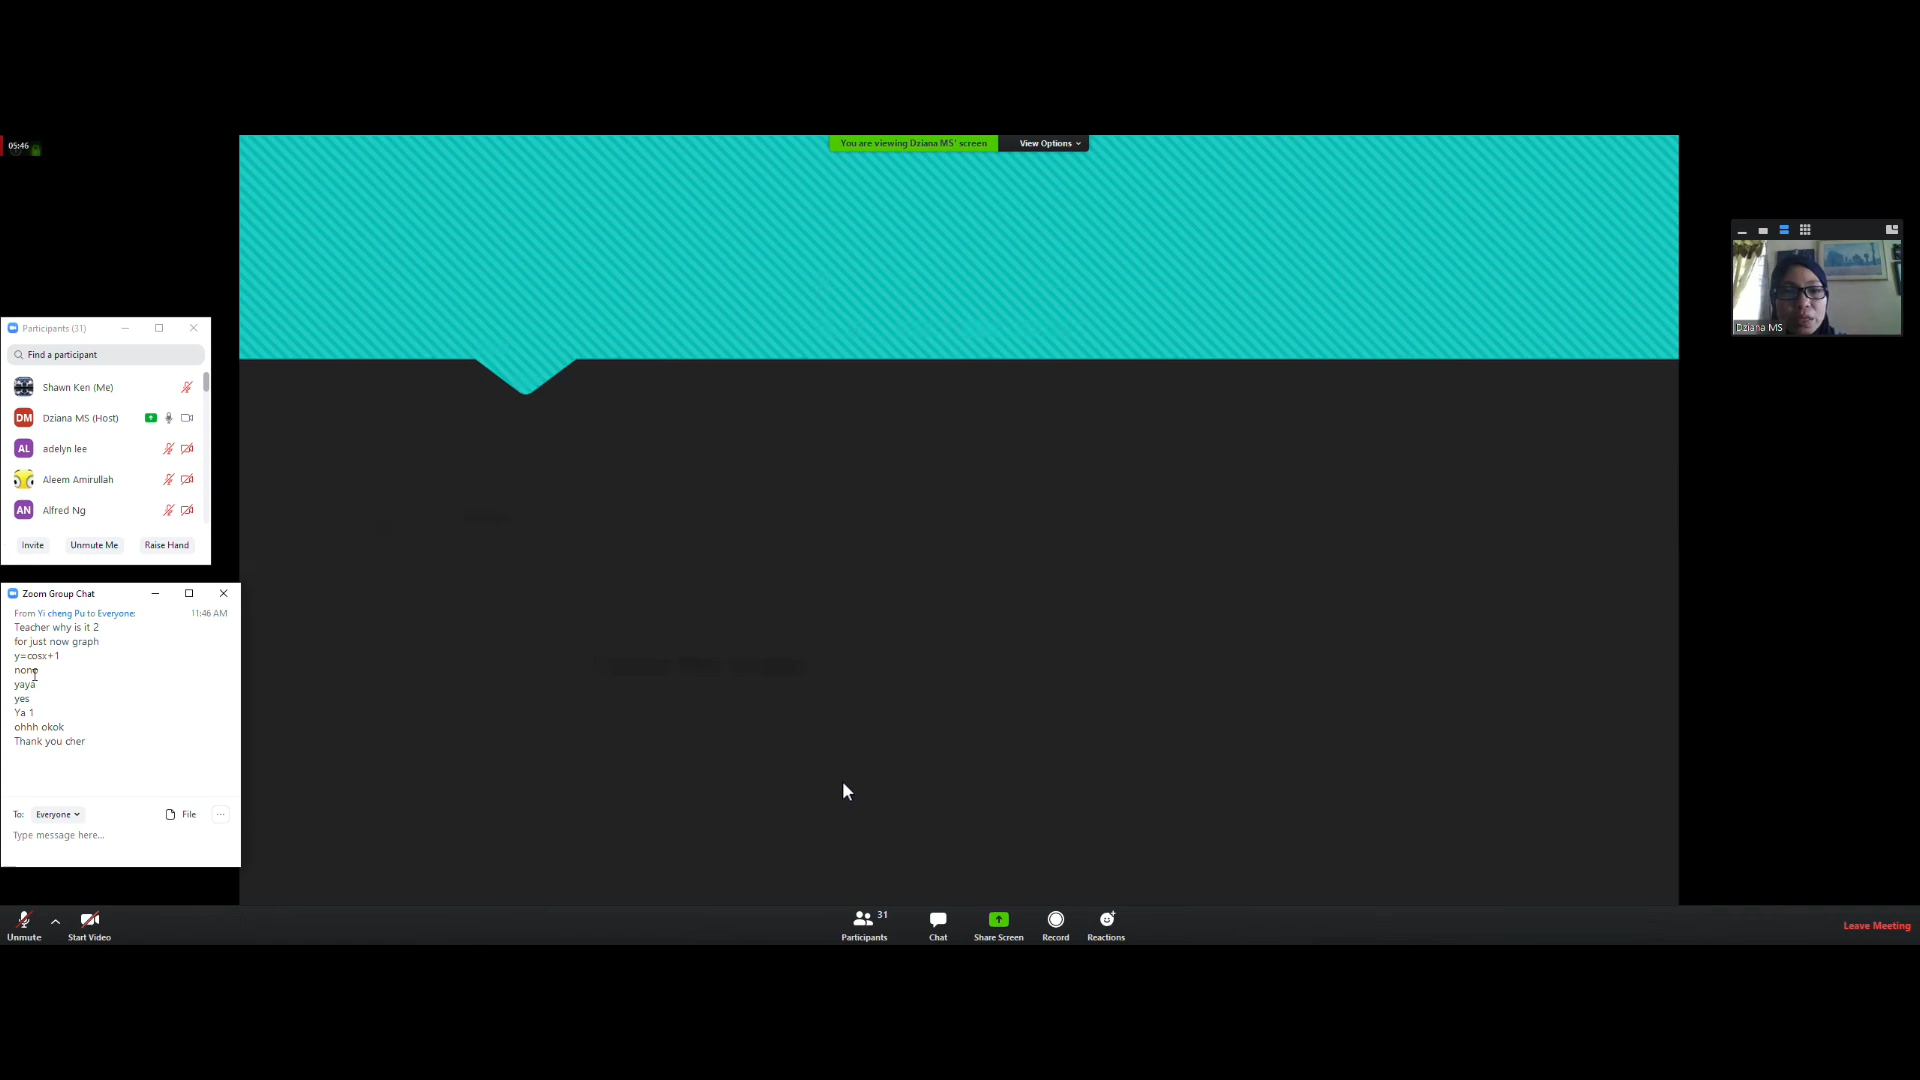 05:46
You are viewing Dziana MS' screen
View Options
Dziana MS
Participants (31)
Find a participant
Shawn Ken (Me)
DM Dziana MS (Host)
AL adelyn lee
Aleem Amirullah
AN Alfred Ng
Invite
Unmute Me
Raise Hand
Zoom Group Chat
From Yi cheng Pu to Everyone: 11:46 AM
Teacher why is it 2
for just now graph
y=cosx+1
nono
yaya
yes
Ya 1
ohhh okok
Thank you cher
To: Everyone
File
...
Type message here...
Unmute
Start Video
31
Participants
Chat
Share Screen
Record
Reactions
Leave Meeting